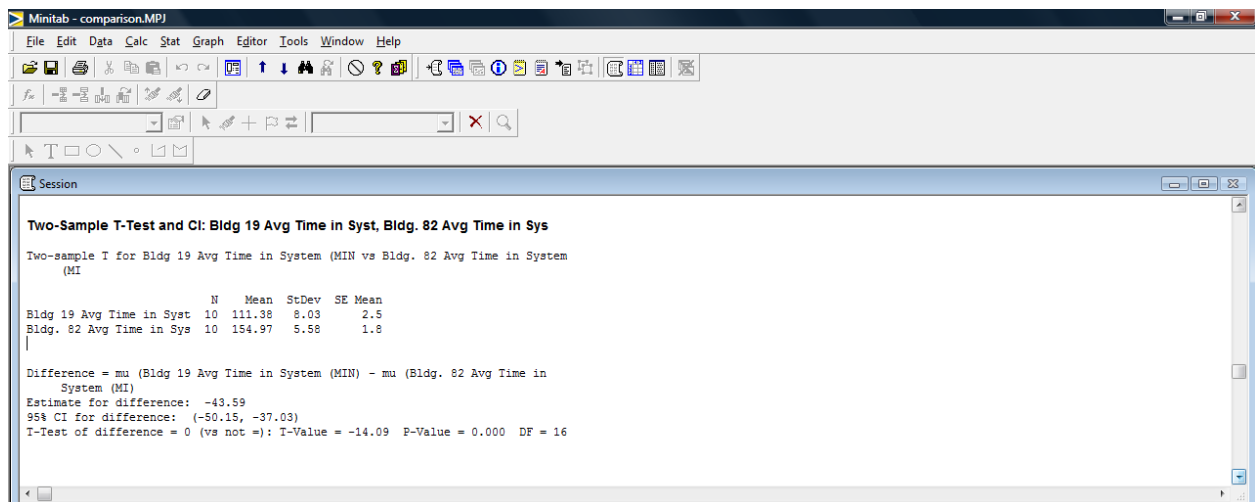 Minitab - comparison.MPJ
File Edit Data Calc Stat Graph Editor Tools Window Help
Session
Two-Sample T-Test and CI: Bldg 19 Avg Time in Syst, Bldg. 82 Avg Time in Sys
Two-sample T for Bldg 19 Avg Time in System (MIN vs Bldg. 82 Avg Time in System
(MI
N Mean StDev SE Mean
Bldg 19 Avg Time in Syst 10 111.38 8.03 2.5
Bldg. 82 Avg Time in Sys 10 154.97 5.58 1.8
Difference = mu (Bldg 19 Avg Time in System (MIN) - mu (Bldg. 82 Avg Time in
System (MI)
Estimate for difference: -43.59
95% CI for difference: (-50.15, -37.03)
T-Test of difference = 0 (vs not =): T-Value = -14.09 P-Value = 0.000 DF = 16